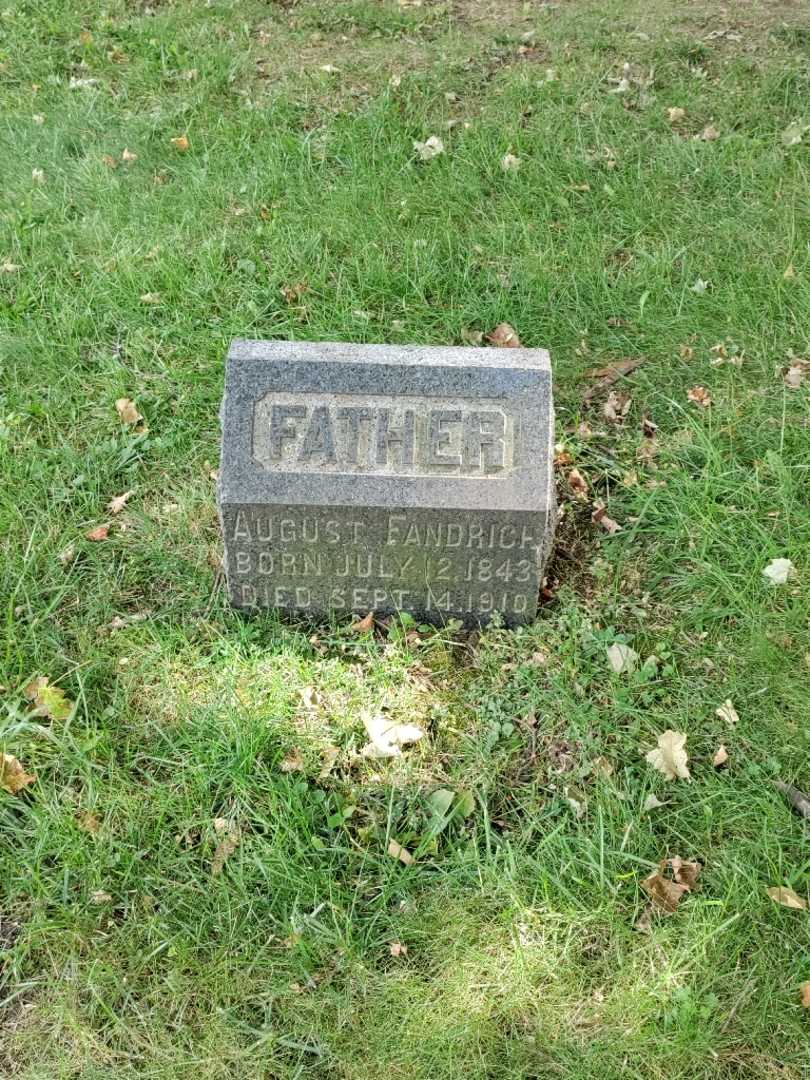 FATHER
AUGUST FANDRICH
BORN JULY 12, 1843
DIED SEPT. 14, 1910